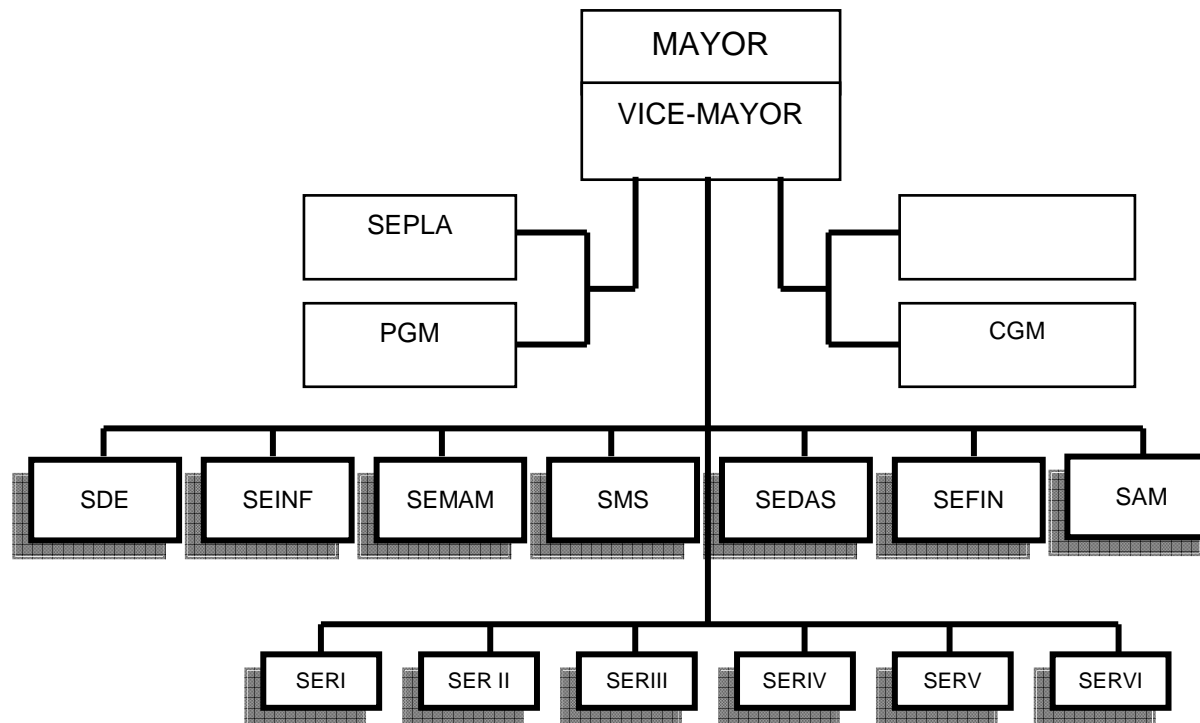 MAYOR
VICE-MAYOR
SEPLA
PGM
CGM
SDE
SEINF
SEMAM
SMS
SEDAS
SEFIN
SAM
SERI
SER II
SERIII
SERIV
SERV
SERVI